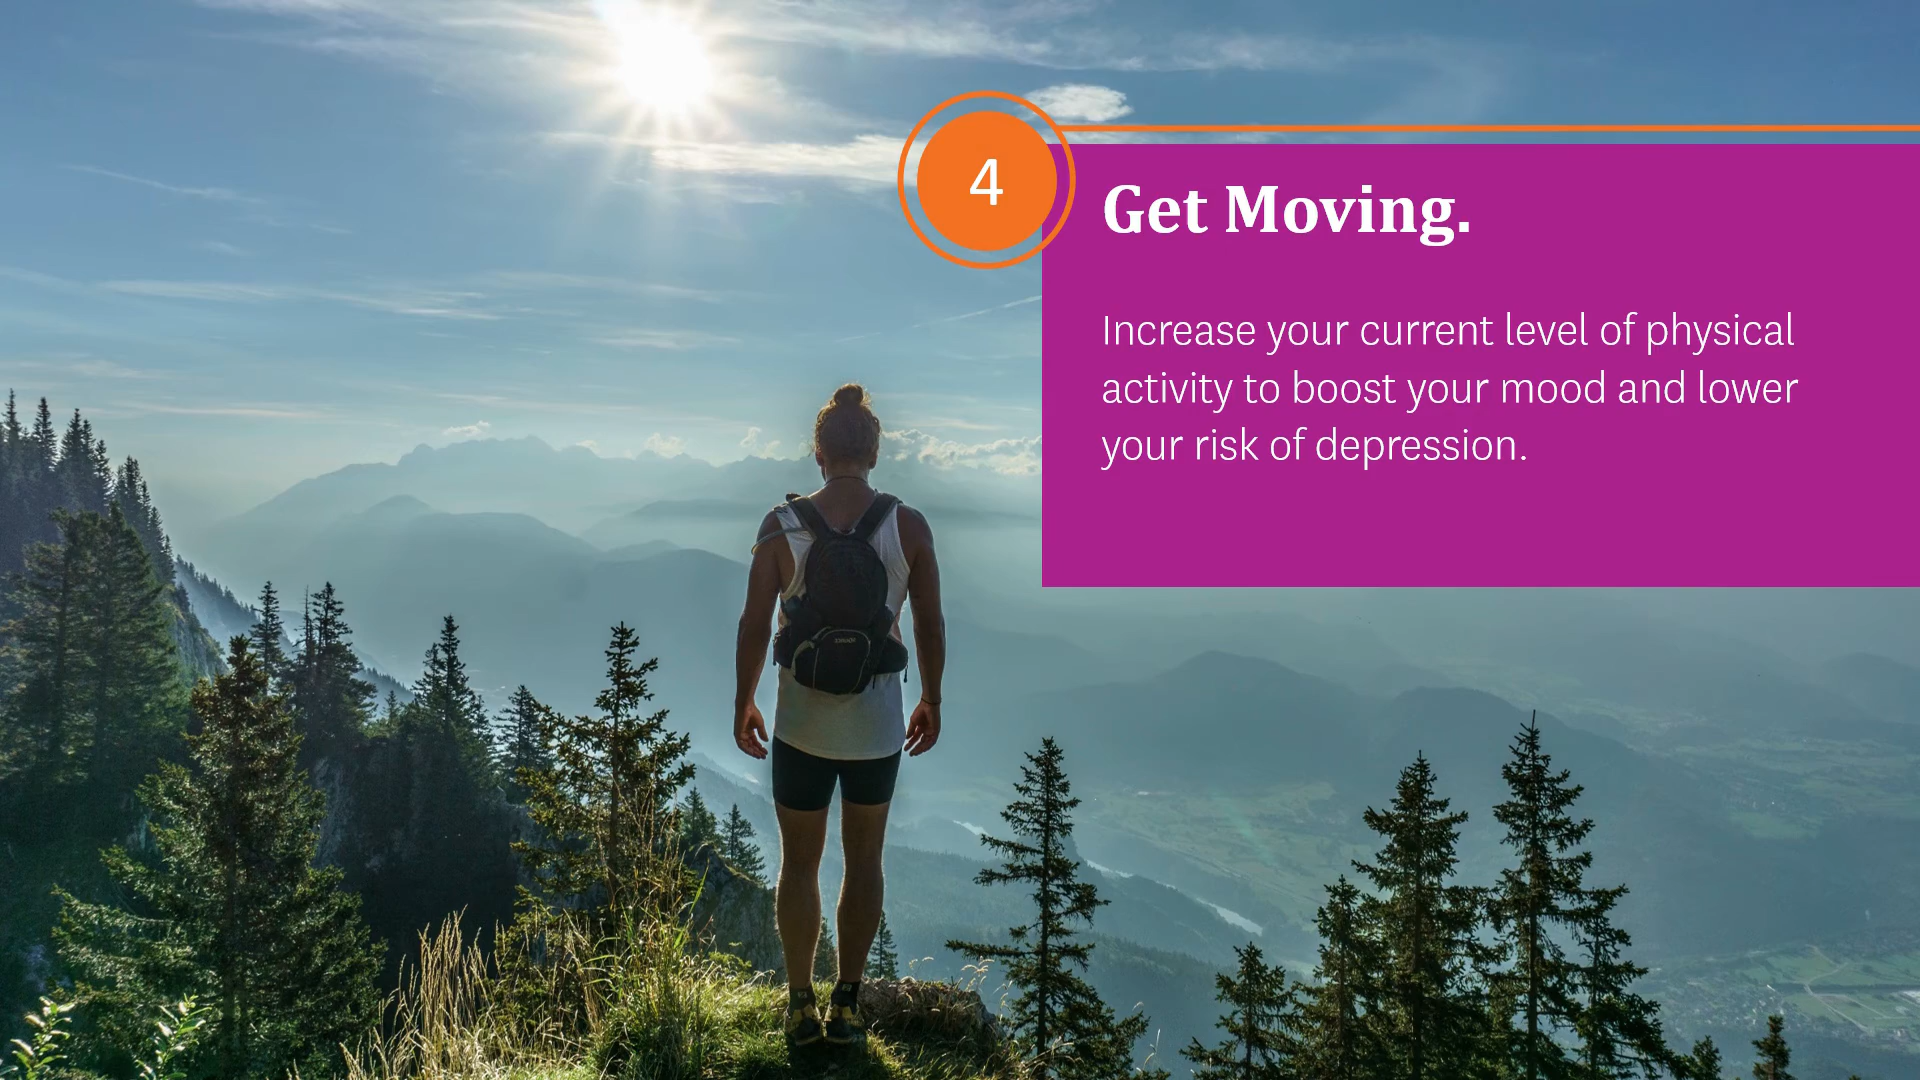 4
Get Moving.
Increase your current level of physical
activity to boost your mood and lower
your risk of depression.